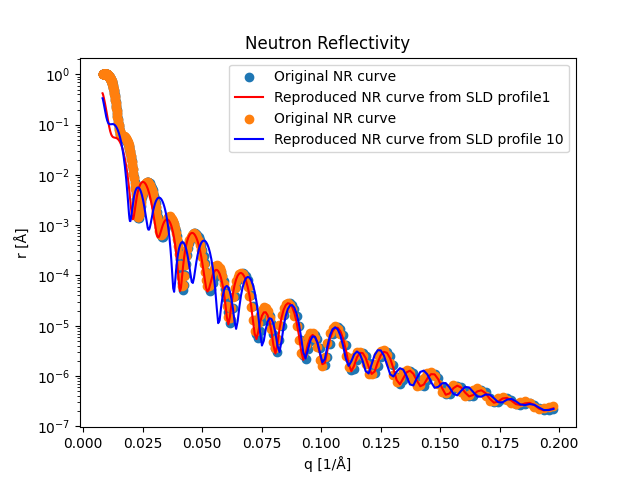 Neutron Reflectivity
Original NR curve
Reproduced NR curve from SLD profile1
Original NR curve
Reproduced NR curve from SLD profile 10
r [Å]
10⁰
10⁻¹
10⁻²
10⁻³
10⁻⁴
10⁻⁵
10⁻⁶
10⁻⁷
0.000 0.025 0.050 0.075 0.100 0.125 0.150 0.175 0.200
q [1/Å]